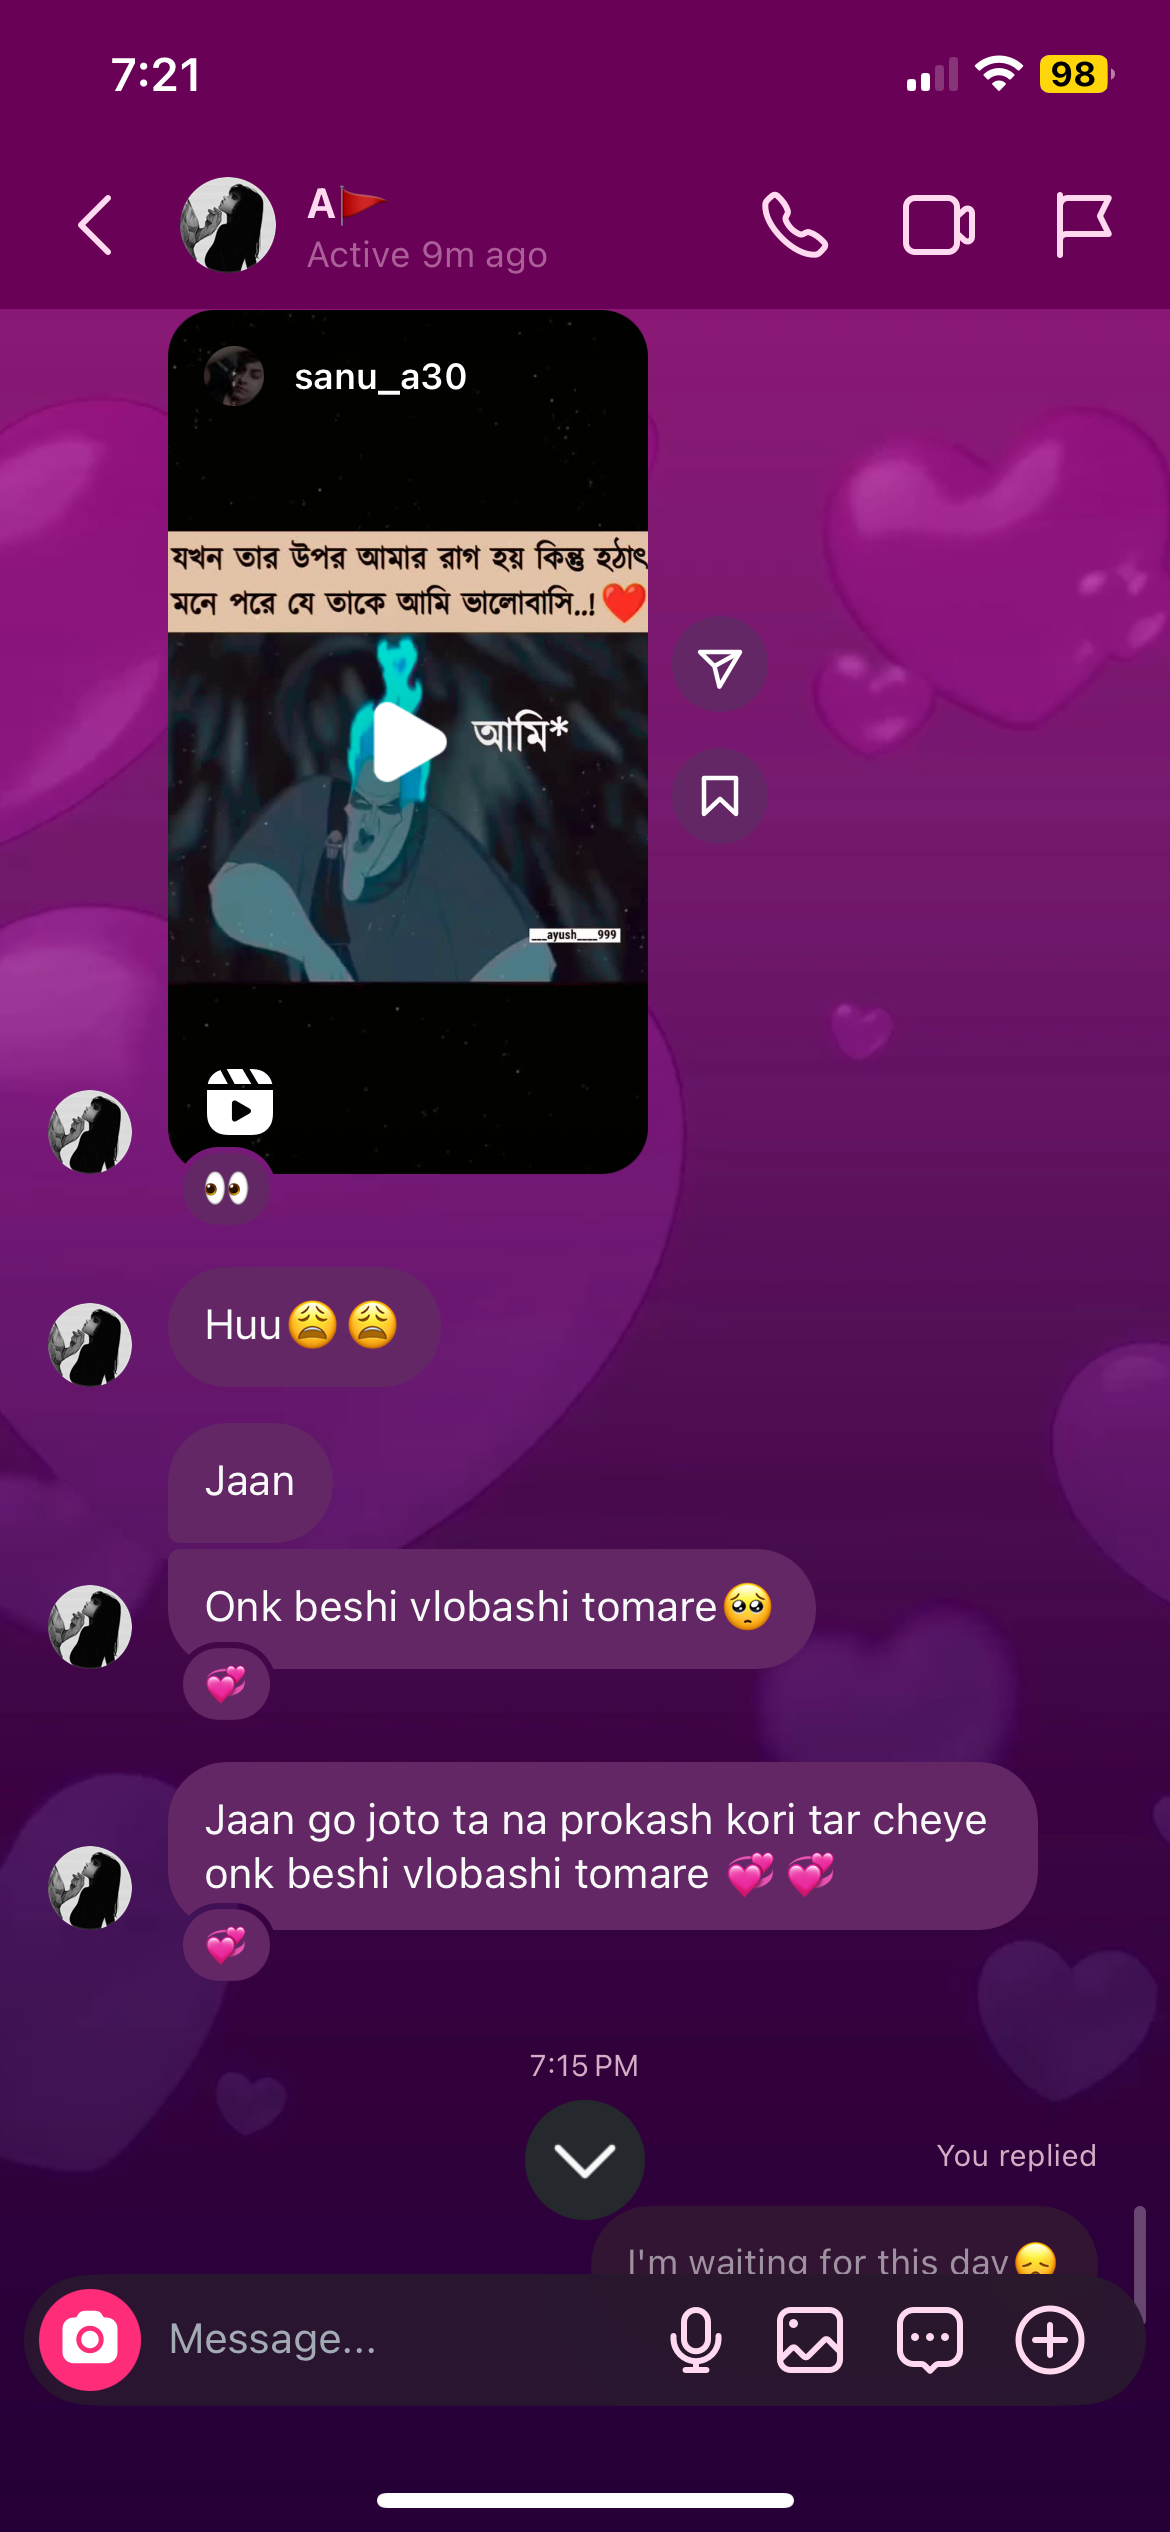 7:21
98
A🚩
Active 9m ago
sanu_a30
যখন তার উপর আমার রাগ হয় কিন্তু হঠাৎ
মনে পরে যে তাকে আমি ভালোবাসি..!❤️
আমি*
__ayush___999
👀
Huu😩😩
Jaan
Onk beshi vlobashi tomare🥺
💞
Jaan go joto ta na prokash kori tar cheye
onk beshi vlobashi tomare 💞💞
💞
7:15 PM
You replied
I'm waiting for this day😞
Message...